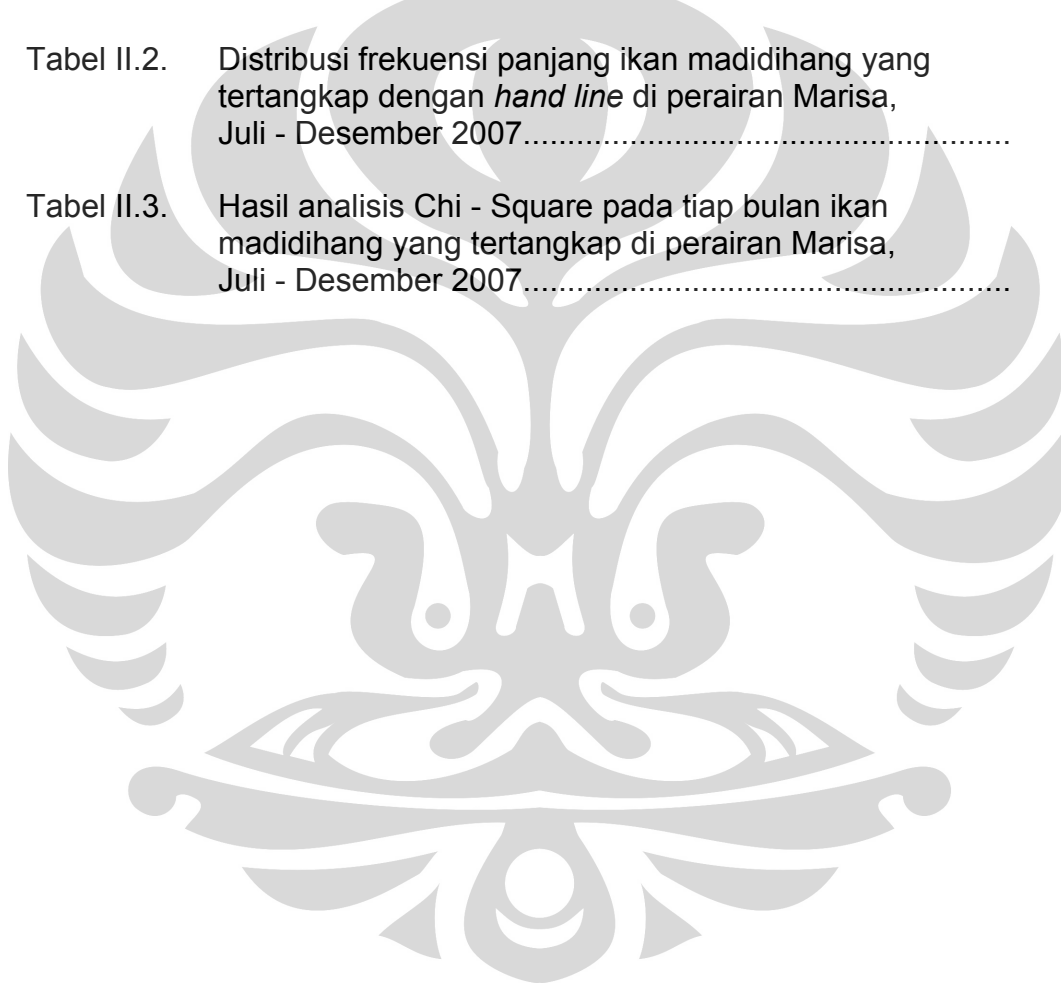 Tabel II.2. Distribusi frekuensi panjang ikan madidihang yang
tertangkap dengan hand line di perairan Marisa,
Juli - Desember 2007.......................................................
Tabel II.3. Hasil analisis Chi - Square pada tiap bulan ikan
madidihang yang tertangkap di perairan Marisa,
Juli - Desember 2007.......................................................